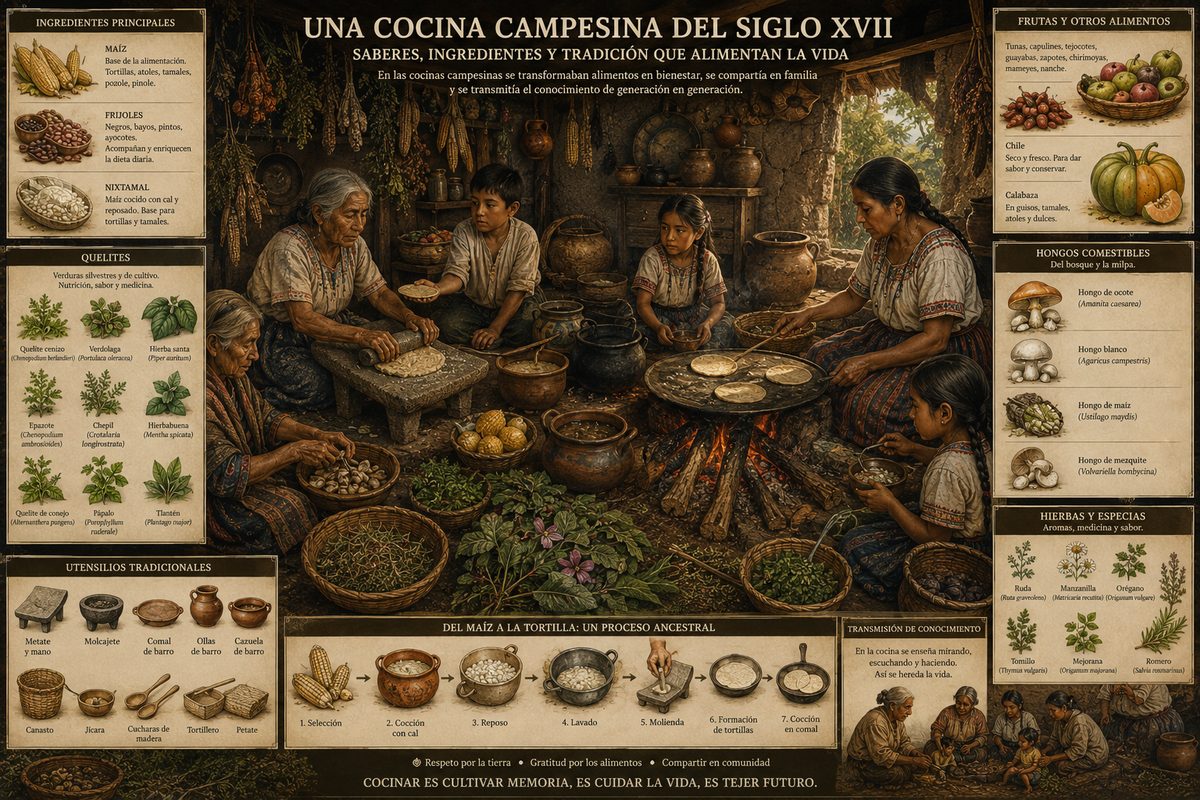 UNA COCINA CAMPESINA DEL SIGLO XVII
SABERES, INGREDIENTES Y TRADICIÓN QUE ALIMENTAN LA VIDA
En las cocinas campesinas se transformaban alimentos en bienestar, se compartía en familia
y se transmitía el conocimiento de generación en generación.
INGREDIENTES PRINCIPALES
MAÍZ
Base de la alimentación.
Tortillas, atoles, tamales,
pozole, pinole.
FRIJOLES
Negros, bayos, pintos,
ayocotes.
Acompañan y enriquecen
la dieta diaria.
NIXTAMAL
Maíz cocido con cal y
reposado. Base para
tortillas y tamales.
QUELITES
Verduras silvestres y de cultivo.
Nutrición, sabor y medicina.
Quelite cenizo
(Chenopodium berlandieri)
Verdolaga
(Portulaca oleracea)
Hierba santa
(Piper auritum)
Epazote
(Chenopodium
ambrosioides)
Chepil
(Crotalaria
longirostrata)
Hierbabuena
(Mentha spicata)
Quelite de conejo
(Alternanthera pungens)
Pápalo
(Porophyllum
ruderale)
Tlantén
(Plantago major)
UTENSILIOS TRADICIONALES
Metate
y mano
Molcajete
Comal
de barro
Ollas
de barro
Cazuela
de barro
Canasto
Jícara
Cucharas de
madera
Tortillero
Petate
DEL MAÍZ A LA TORTILLA: UN PROCESO ANCESTRAL
1. Selección
2. Cocción
con cal
3. Reposo
4. Lavado
5. Molienda
6. Formación
de tortillas
7. Cocción
en comal
Respeto por la tierra • Gratitud por los alimentos • Compartir en comunidad
COCINAR ES CULTIVAR MEMORIA, ES CUIDAR LA VIDA, ES TEJER FUTURO.
FRUTAS Y OTROS ALIMENTOS
Tunas, capulines, tejocotes,
guayabas, zapotes, chirimoyas,
mameyes, nanche.
Chile
Seco y fresco. Para dar
sabor y conservar.
Calabaza
En guisos, tamales,
atoles y dulces.
HONGOS COMESTIBLES
Del bosque y la milpa.
Hongo de ocote
(Amanita caesarea)
Hongo blanco
(Agaricus campestris)
Hongo de maíz
(Ustilago maydis)
Hongo de mezquite
(Volvariella bombycina)
HIERBAS Y ESPECIAS
Aromas, medicina y sabor.
Ruda
(Ruta graveolens)
Manzanilla
(Matricaria recutita)
Orégano
(Origanum vulgare)
Tomillo
(Thymus vulgaris)
Mejorana
(Origanum majorana)
Romero
(Salvia rosmarinus)
TRANSMISIÓN DE CONOCIMIENTO
En la cocina se enseña mirando,
escuchando y haciendo.
Así se hereda la vida.